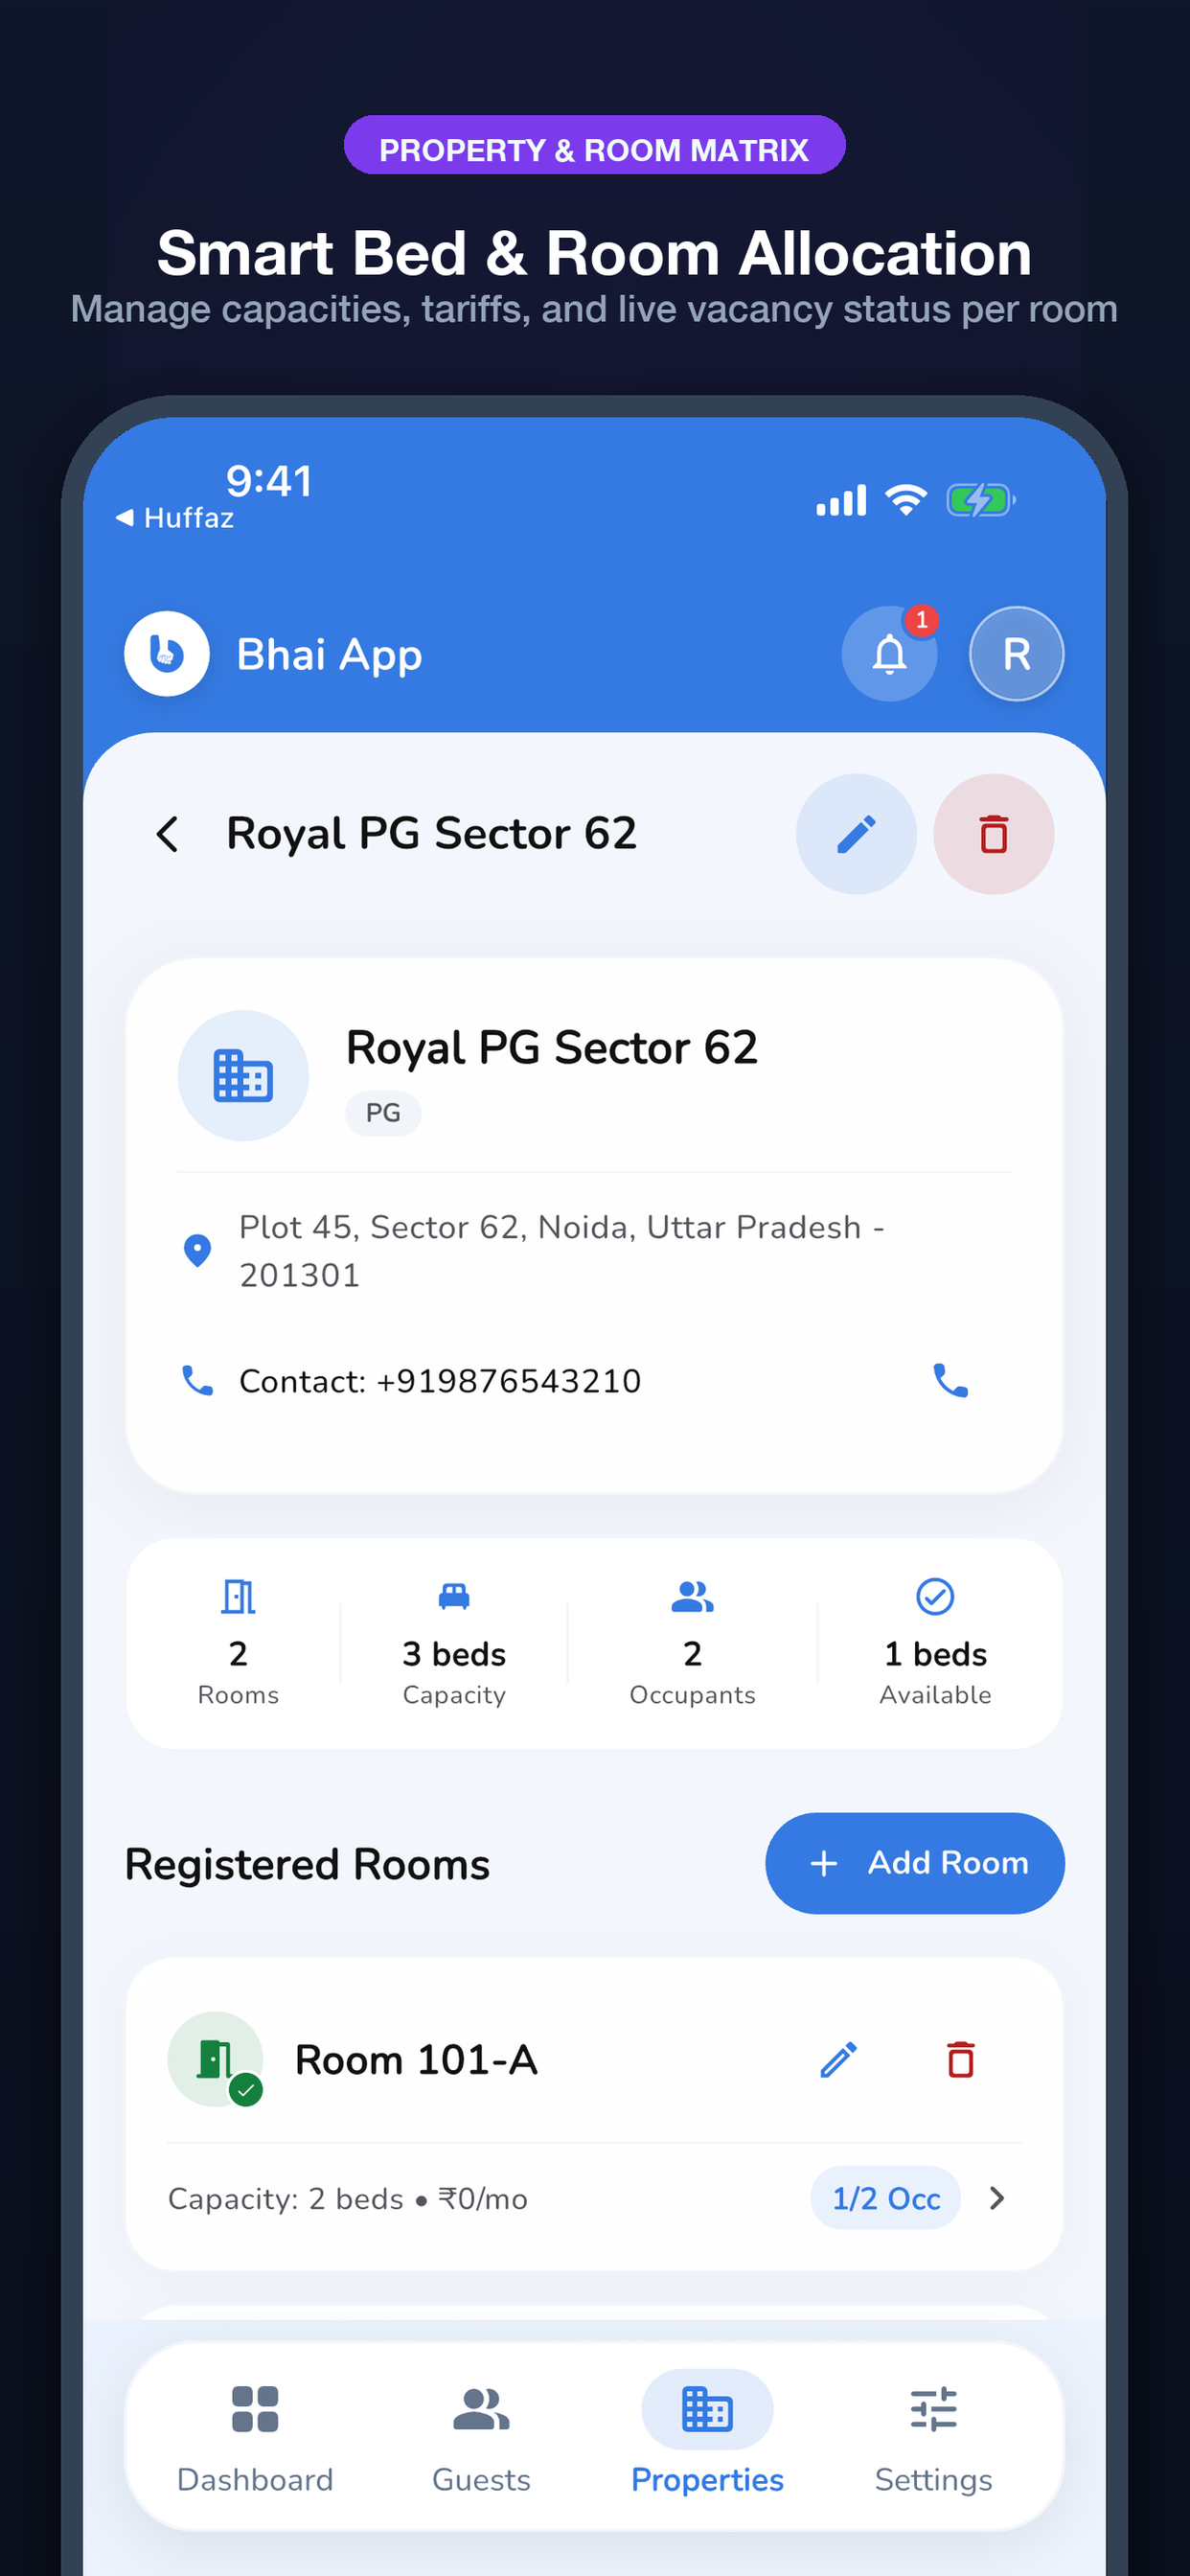 PROPERTY & ROOM MATRIX
Smart Bed & Room Allocation
Manage capacities, tariffs, and live vacancy status per room
9:41
Huffaz
Bhai App
1
R
Royal PG Sector 62
Royal PG Sector 62
PG
Plot 45, Sector 62, Noida, Uttar Pradesh -
201301
Contact: +919876543210
2
Rooms
3 beds
Capacity
2
Occupants
1 beds
Available
Registered Rooms
+ Add Room
Room 101-A
Capacity: 2 beds • ₹0/mo
1/2 Occ
Dashboard
Guests
Properties
Settings